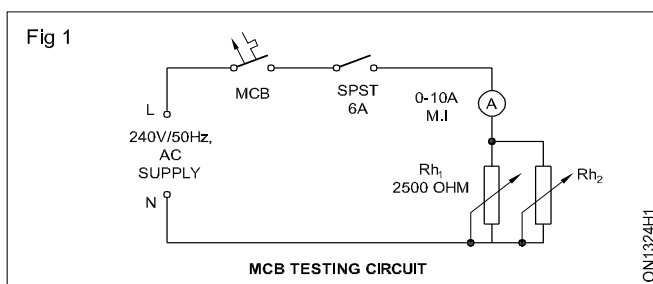 Fig 1
MCB
SPST
6A
0-10A
M.I
A
L
240V/50Hz,
AC
SUPPLY
N
Rh₁
2500 OHM
Rh₂
MCB TESTING CIRCUIT
ON1324H1